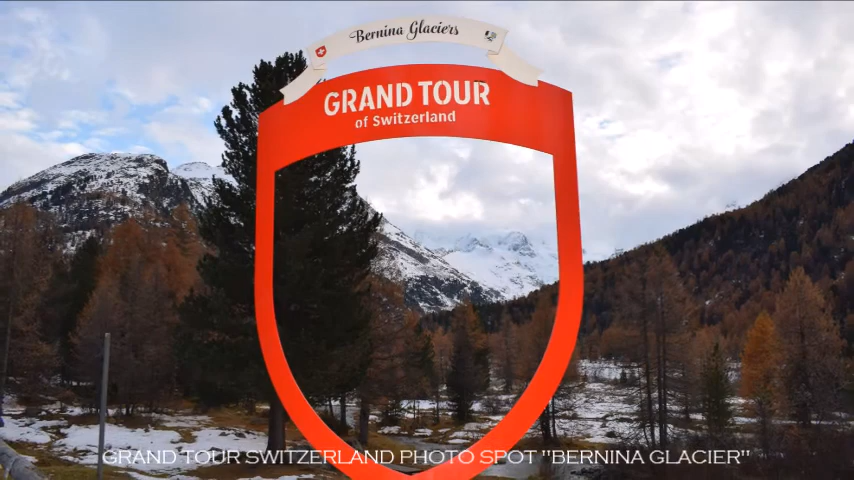 Bernina Glaciers
GRAND TOUR
of Switzerland
GRAND TOUR SWITZERLAND PHOTO SPOT "BERNINA GLACIER"